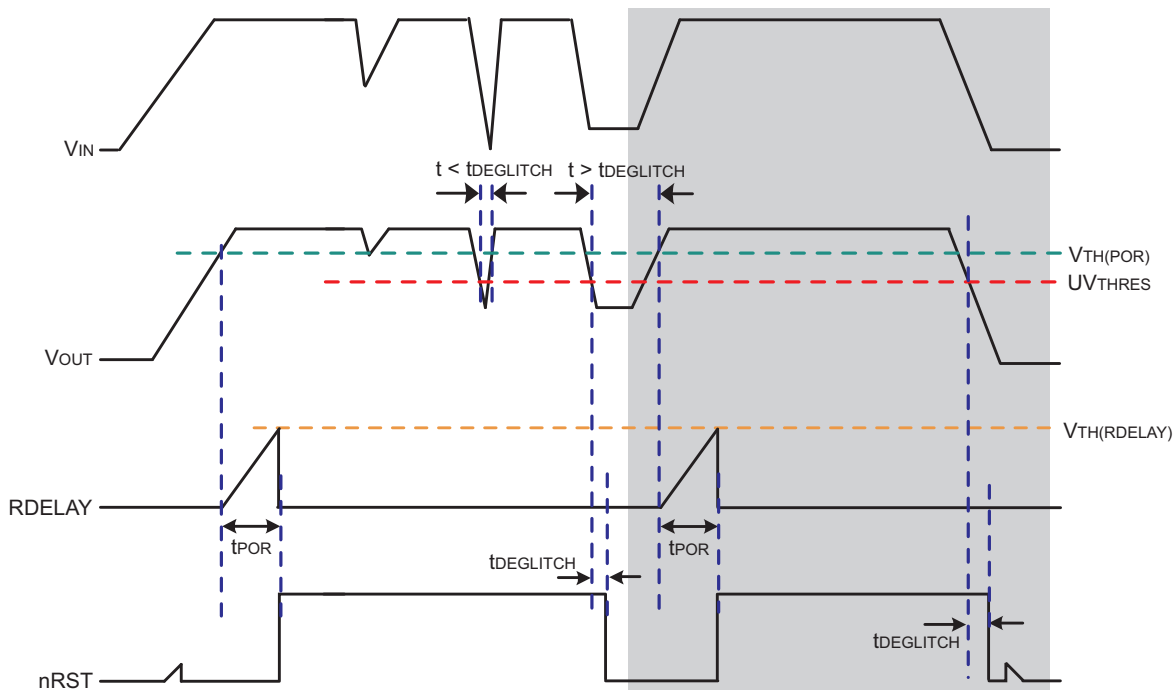 VIN
t < tDEGLITCH
t > tDEGLITCH
VTH(POR)
UVTHRES
VOUT
VTH(RDELAY)
RDELAY
tPOR
tPOR
tDEGLITCH
tDEGLITCH
nRST